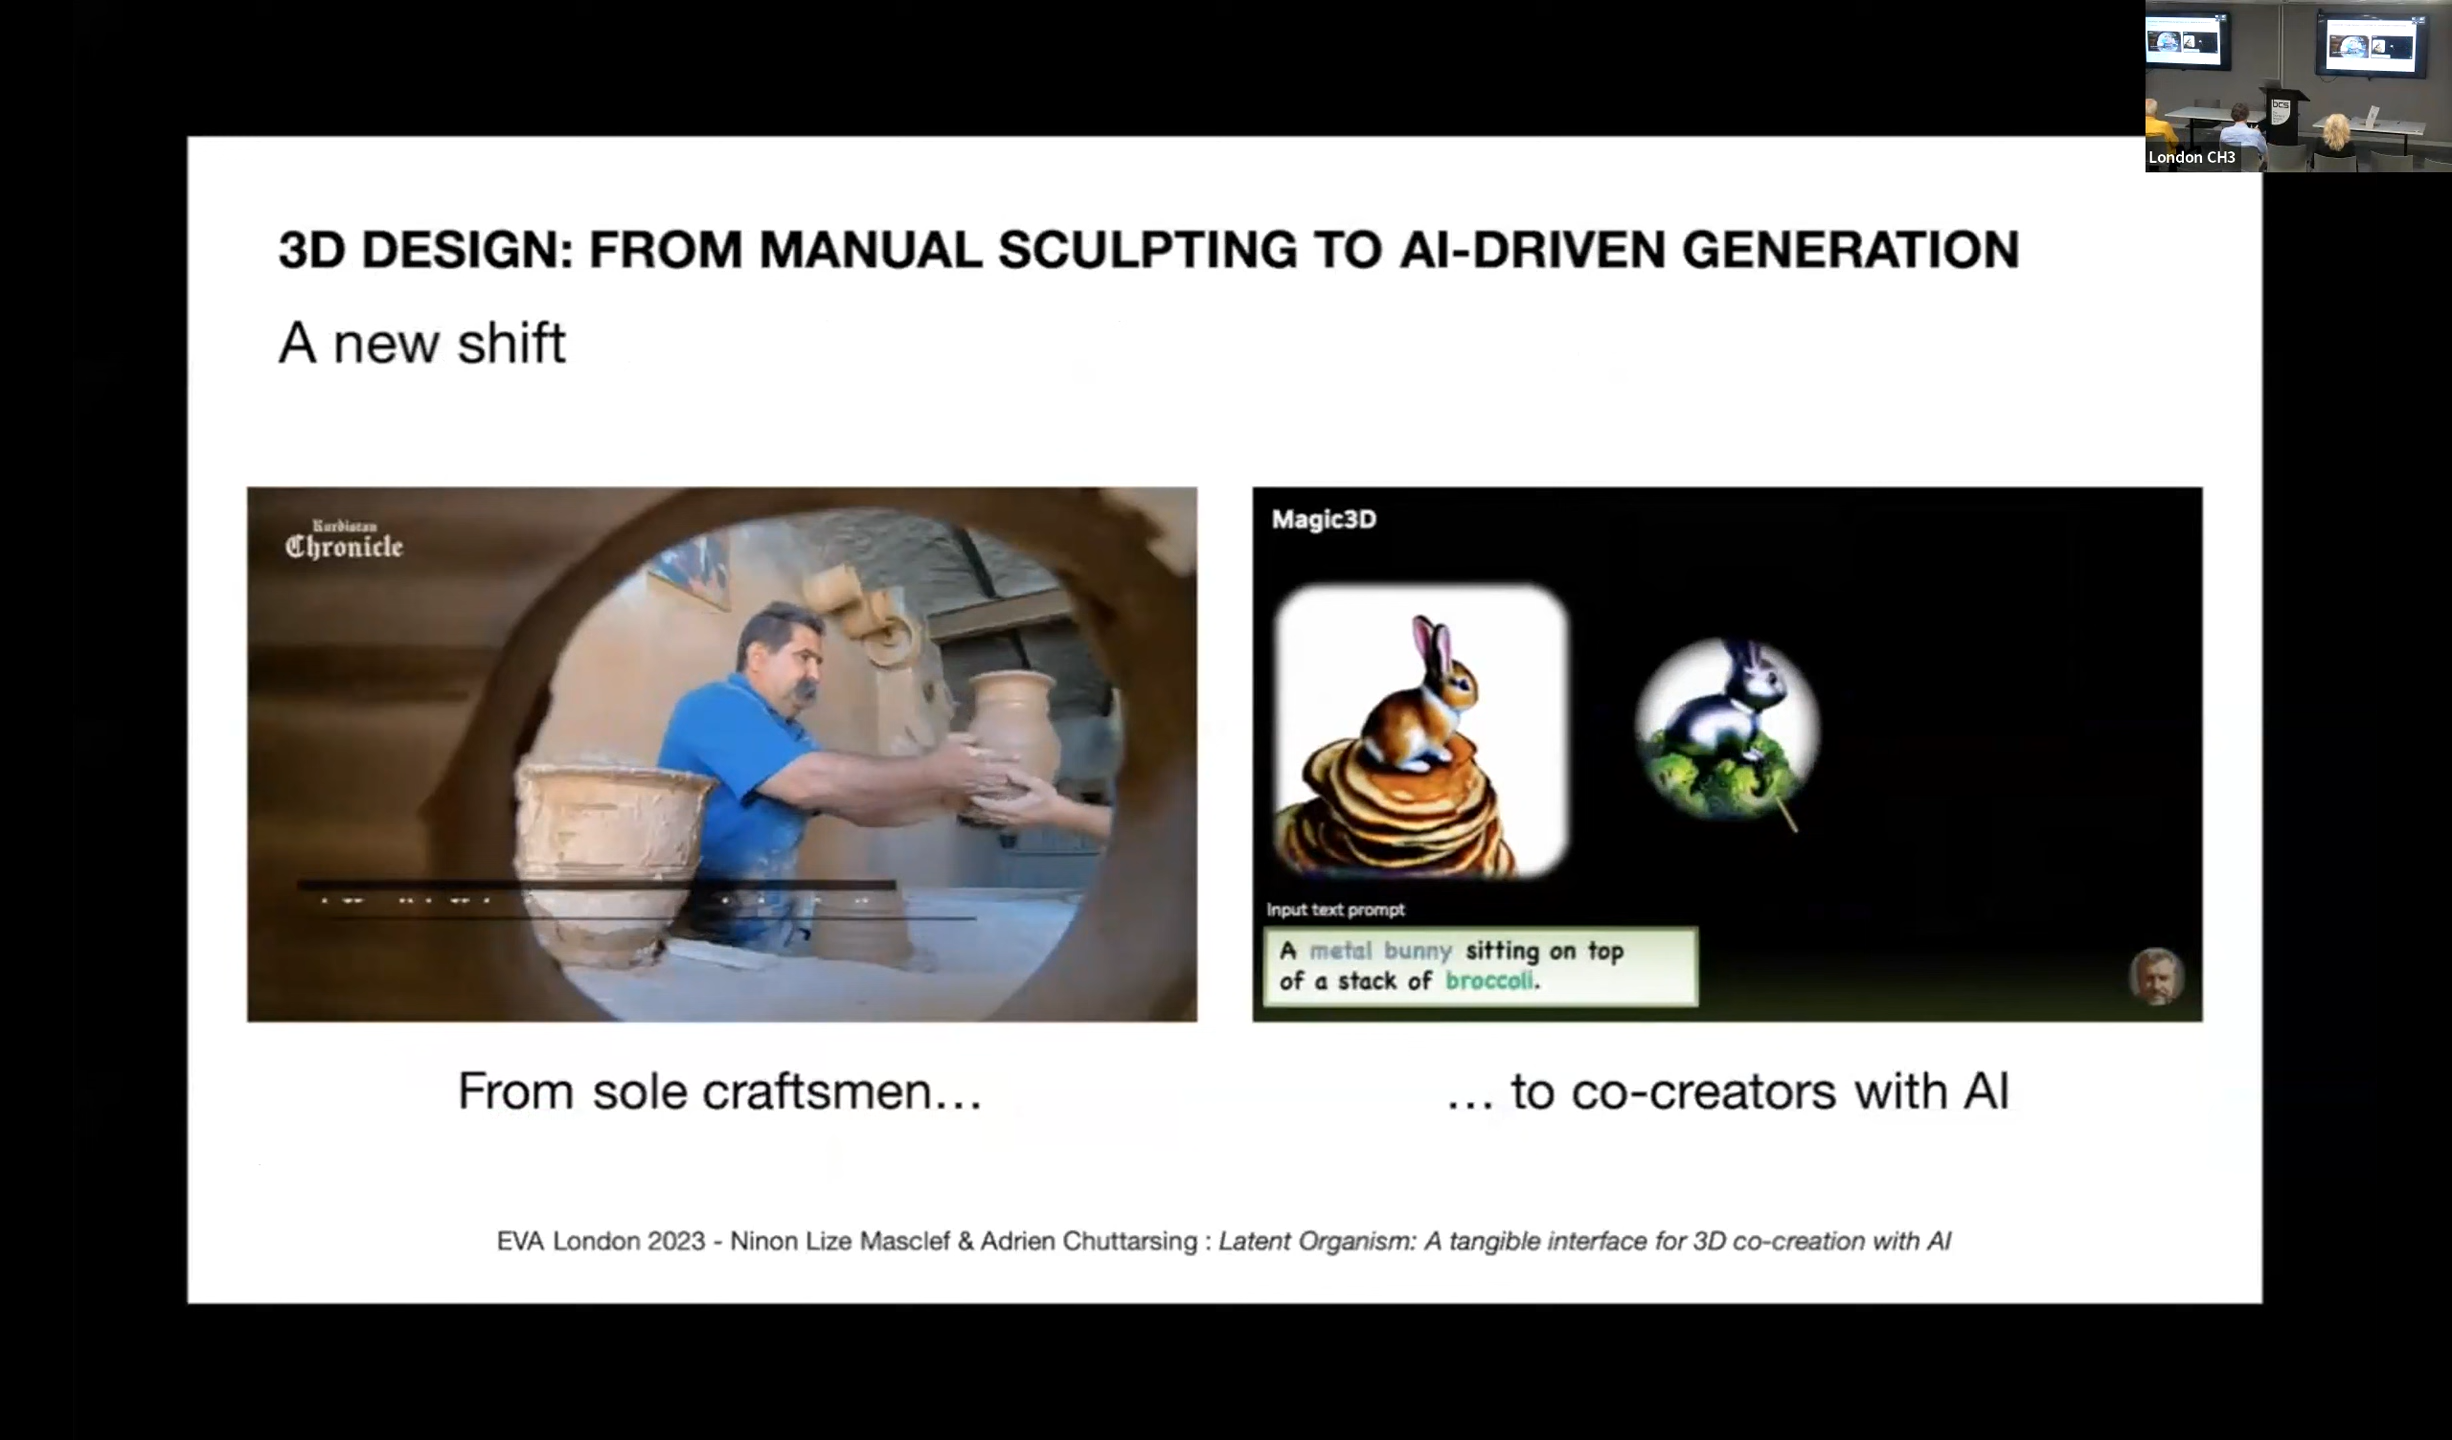 London CH3
bcs
3D DESIGN: FROM MANUAL SCULPTING TO AI-DRIVEN GENERATION
A new shift
Kurdistan
Chronicle
Magic3D
Input text prompt
A metal bunny sitting on top
of a stack of broccoli.
From sole craftsmen...
... to co-creators with AI
EVA London 2023 - Ninon Lize Masclef & Adrien Chuttarsing : Latent Organism: A tangible interface for 3D co-creation with AI